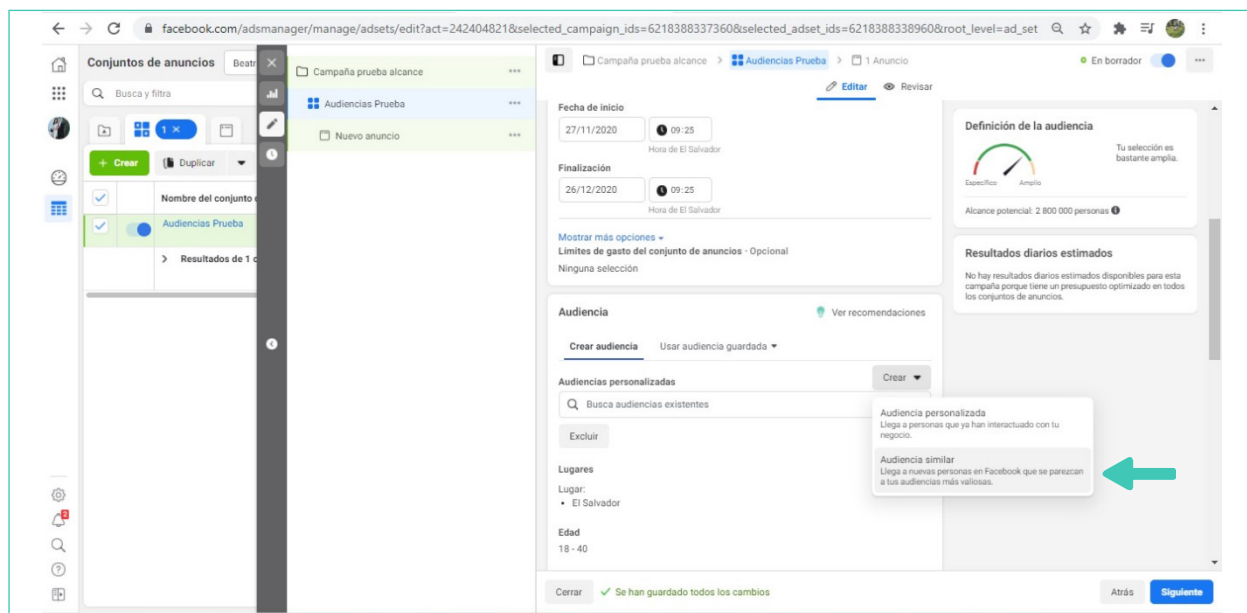 facebook.com/adsmanager/manage/adsets/edit?act=242404821&selected_campaign_ids=6218388337360&selected_adset_ids=6218388338960&root_level=ad_set
Conjuntos de anuncios
Beatr
Busca y filtra
1 ×
+ Crear
Duplicar
Nombre del conjunto
Audiencias Prueba
Resultados de 1
2
Campaña prueba alcance
Audiencias Prueba
Nuevo anuncio
Campaña prueba alcance > Audiencias Prueba > 1 Anuncio
En borrador
Editar
Revisar
Fecha de inicio
27/11/2020
09:25
Hora de El Salvador
Finalización
26/12/2020
09:25
Hora de El Salvador
Mostrar más opciones
Límites de gasto del conjunto de anuncios · Opcional
Ninguna selección
Audiencia
Ver recomendaciones
Crear audiencia
Usar audiencia guardada
Audiencias personalizadas
Crear
Busca audiencias existentes
Excluir
Audiencia personalizada
Llega a personas que ya han interactuado con tu
negocio.
Audiencia similar
Llega a nuevas personas en Facebook que se parezcan
a tus audiencias más valiosas.
Lugares
Lugar:
• El Salvador
Edad
18 - 40
Cerrar
Se han guardado todos los cambios
Atrás
Siguiente
Definición de la audiencia
Tu selección es
bastante amplia.
Específico
Amplio
Alcance potencial: 2 800 000 personas
Resultados diarios estimados
No hay resultados diarios estimados disponibles para esta
campaña porque tiene un presupuesto optimizado en todos
los conjuntos de anuncios.